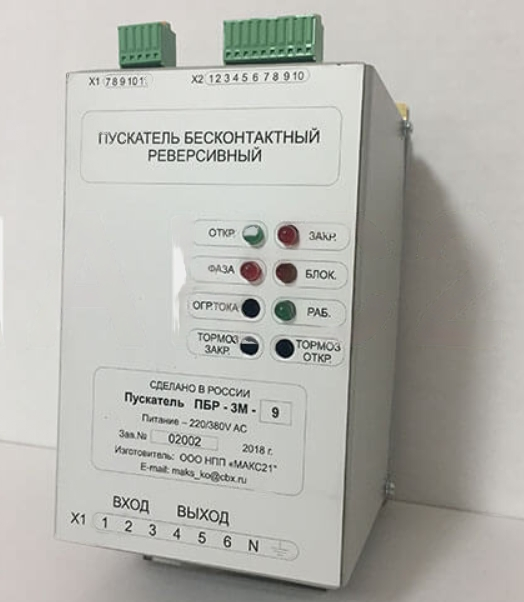 X1 7 8 9 10 1 X2 1 2 3 4 5 6 7 8 9 10
ПУСКАТЕЛЬ БЕСКОНТАКТНЫЙ
РЕВЕРСИВНЫЙ
ОТКР. ЗАКР.
ФАЗА БЛОК.
ОГР.ТОКА РАБ.
ТОРМОЗ ЗАКР. ТОРМОЗ ОТКР.
СДЕЛАНО В РОССИИ
Пускатель ПБР - 3М - 9
Питание ~ 220/380V AC
Зав.№ 02002 2018 г.
Изготовитель: ООО НПП «МАКС21"
E-mail: maks_ko@cbx.ru
ВХОД ВЫХОД
X1 1 2 3 4 5 6 N